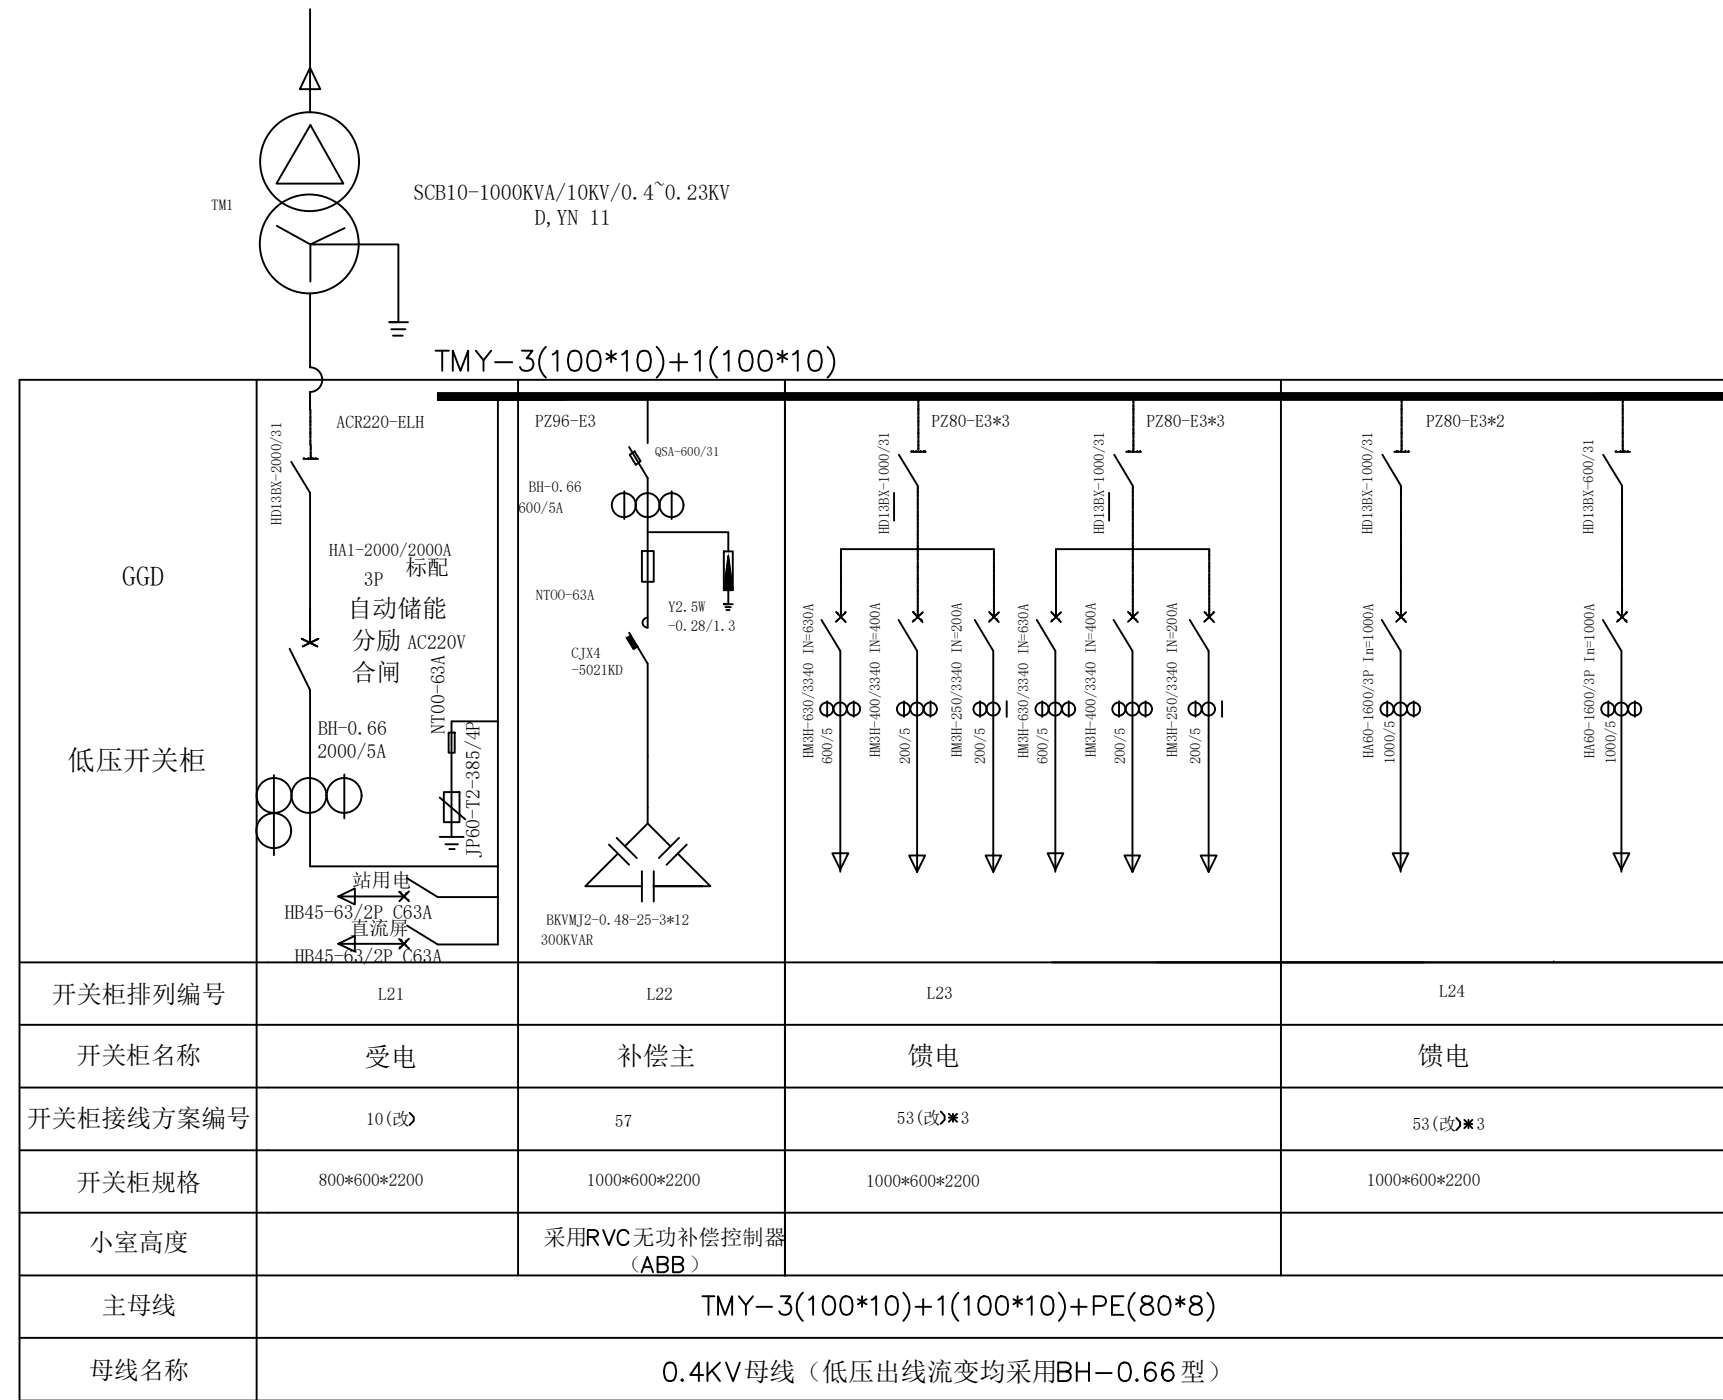 TM1
SCB10-1000KVA/10KV/0.4~0.23KV
D,YN 11
TMY-3(100*10)+1(100*10)
GGD
低压开关柜
HD13BX-2000/31
ACR220-ELH
HA1-2000/2000A
3P
标配
自动储能
分励 AC220V
合闸
BH-0.66
2000/5A
NT00-63A
JP60-T2-385/4P
站用电
HB45-63/2P C63A
直流屏
HB45-63/2P C63A
PZ96-E3
QSA-600/31
BH-0.66
600/5A
NT00-63A
Y2.5W
-0.28/1.3
CJX4
-5021KD
BKVMJ2-0.48-25-3*12
300KVAR
PZ80-E3*3
HD13BX-1000/31
HM3H-630/3340 IN=630A
600/5
HM3H-400/3340 IN=400A
200/5
HM3H-250/3340 IN=200A
200/5
PZ80-E3*3
HD13BX-1000/31
HM3H-630/3340 IN=630A
600/5
HM3H-400/3340 IN=400A
200/5
HM3H-250/3340 IN=200A
200/5
PZ80-E3*2
HD13BX-1000/31
HA60-1600/3P In=1000A
1000/5
HD13BX-600/31
HA60-1600/3P In=1000A
1000/5
开关柜排列编号 L21 L22 L23 L24
开关柜名称 受电 补偿主 馈电 馈电
开关柜接线方案编号 10(改) 57 53(改)*3 53(改)*3
开关柜规格 800*600*2200 1000*600*2200 1000*600*2200 1000*600*2200
小室高度 采用RVC无功补偿控制器
（ABB）
主母线 TMY-3(100*10)+1(100*10)+PE(80*8)
母线名称 0.4KV母线（低压出线流变均采用BH-0.66型）